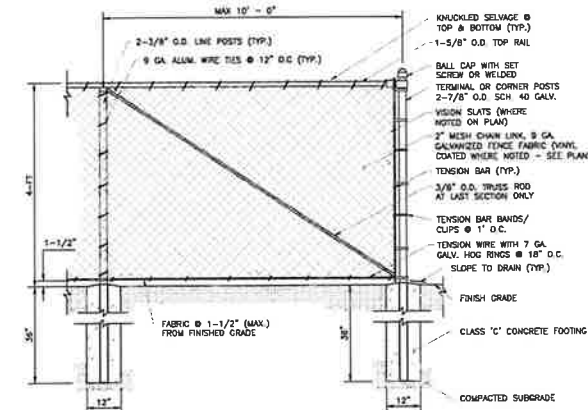 MAX 10' - 0"
2-3/8" O.D. LINE POSTS (TYP.)
9 GA. ALUM. WIRE TIES @ 12" O.C (TYP.)
KNUCKLED SELVAGE @
TOP & BOTTOM (TYP.)
1-5/8" O.D. TOP RAIL
BALL CAP WITH SET
SCREW OR WELDED
TERMINAL OR CORNER POSTS
2-7/8" O.D. SCH. 40 GALV.
VISION SLATS (WHERE
NOTED ON PLAN)
2" MESH CHAIN LINK, 9 GA.
GALVANIZED FENCE FABRIC (VINYL
COATED WHERE NOTED - SEE PLAN
TENSION BAR (TYP.)
3/8" O.D. TRUSS ROD
AT LAST SECTION ONLY
TENSION BAR BANDS/
CLIPS @ 1' O.C.
TENSION WIRE WITH 7 GA.
GALV. HOG RINGS @ 18" O.C.
SLOPE TO DRAIN (TYP.)
FINISH GRADE
CLASS 'C' CONCRETE FOOTING
COMPACTED SUBGRADE
4-FT
1-1/2"
36"
FABRIC @ 1-1/2" (MAX.)
FROM FINISHED GRADE
36"
12"
12"